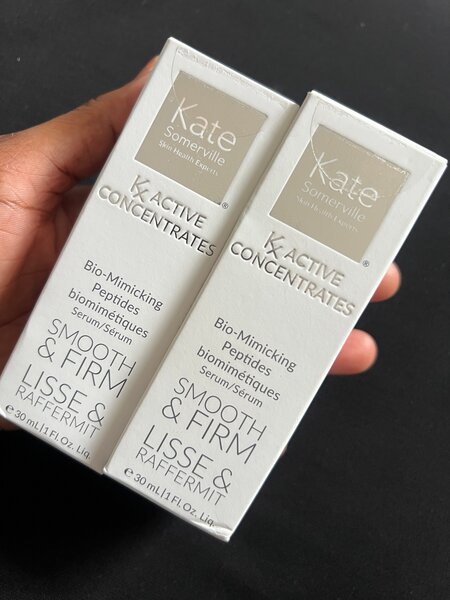 Kate
Somerville
Skin Health Experts
®
Kx ACTIVE
CONCENTRATES
Bio-Mimicking
Peptides
biomimétiques
Serum/Sérum
SMOOTH
& FIRM
LISSE &
RAFFERMIT
℮ 30 mL|1 Fl. Oz. Liq.
Kate
Somerville
Skin Health Experts
®
Kx ACTIVE
CONCENTRATES
Bio-Mimicking
Peptides
biomimétiques
Serum/Sérum
SMOOTH
& FIRM
LISSE &
RAFFERMIT
℮ 30 mL|1 Fl. Oz. Liq.